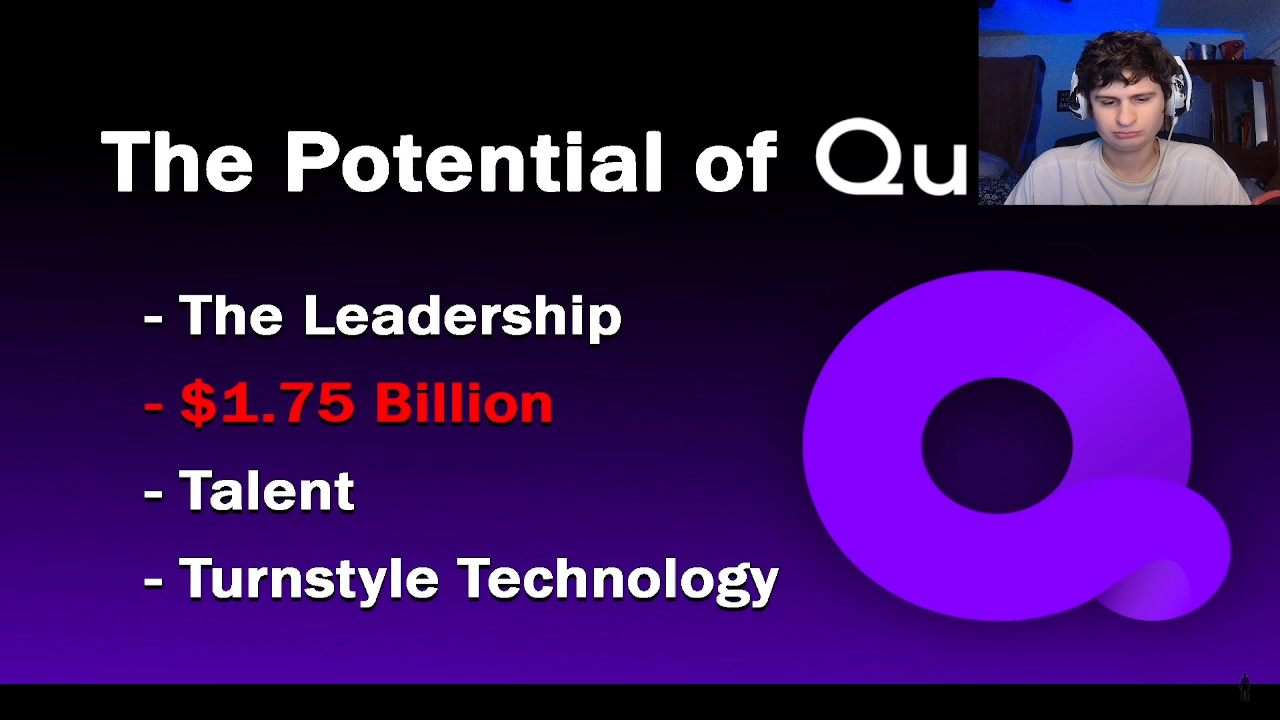 The Potential of Qu
- The Leadership
- $1.75 Billion
- Talent
- Turnstyle Technology